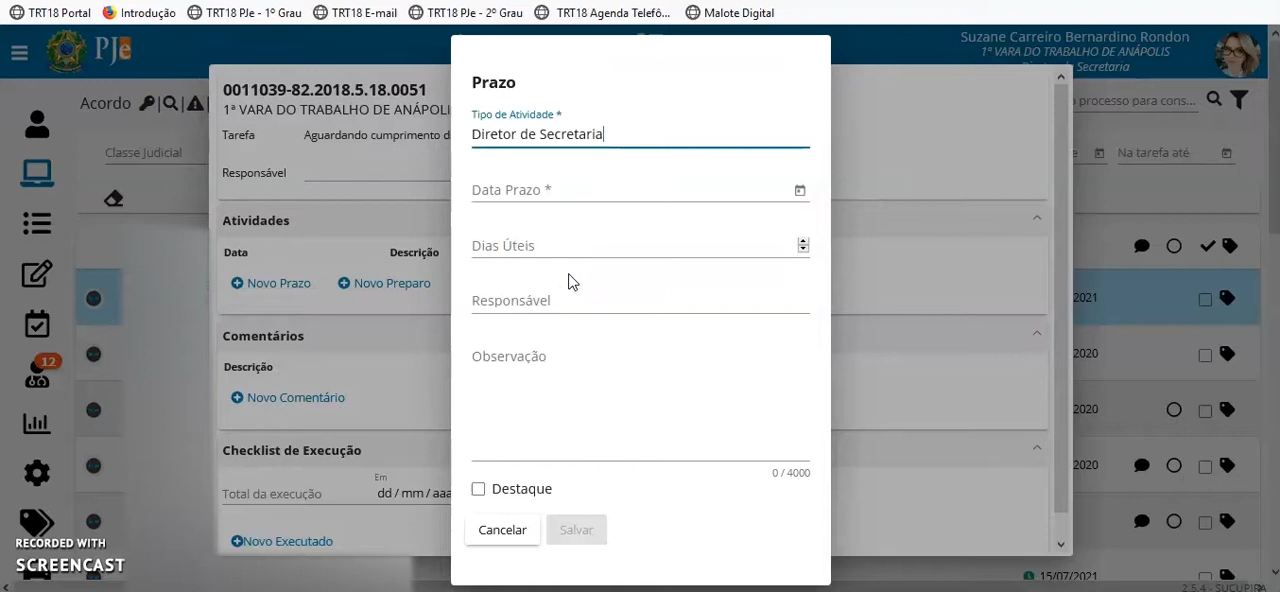 TRT18 Portal Introdução TRT18 PJe - 1º Grau TRT18 E-mail TRT18 PJe - 2º Grau TRT18 Agenda Telefô... Malote Digital
PJe
Suzane Carreiro Bernardino Rondon
1ª VARA DO TRABALHO DE ANÁPOLIS
Diretor de Secretaria
Acordo
o processo para cons...
Classe Judicial
Na tarefa até
0011039-82.2018.5.18.0051
1ª VARA DO TRABALHO DE ANÁPOLI
Tarefa Aguardando cumprimento d
Responsável
Atividades
Data Descrição
Novo Prazo Novo Preparo
Comentários
Descrição
Novo Comentário
Checklist de Execução
Em
Total da execução dd / mm / aaa
Novo Executado
Prazo
Tipo de Atividade *
Diretor de Secretaria
Data Prazo *
Dias Úteis
Responsável
Observação
0 / 4000
Destaque
Cancelar Salvar
2021
2020
2020
2020
2020
15/07/2021
12
RECORDED WITH
SCREENCAST
2.5.4 - SUCUPIRA